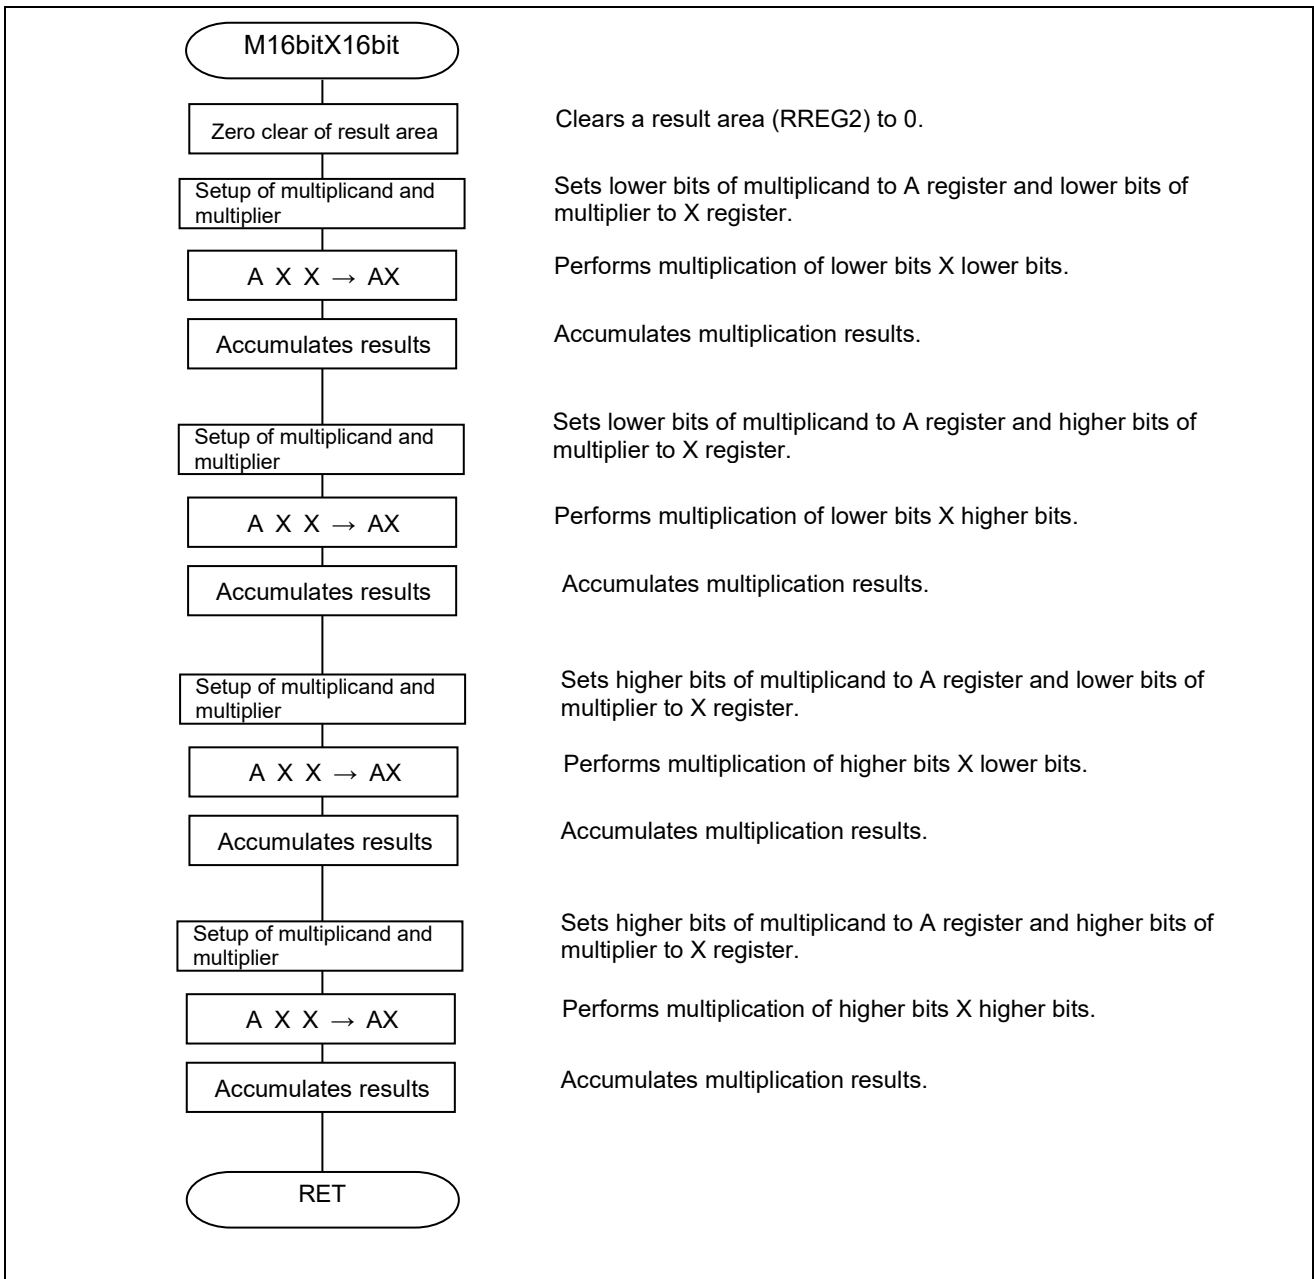 M16bitX16bit
Zero clear of result area
Clears a result area (RREG2) to 0.
Setup of multiplicand and
multiplier
Sets lower bits of multiplicand to A register and lower bits of
multiplier to X register.
A X X → AX
Performs multiplication of lower bits X lower bits.
Accumulates results
Accumulates multiplication results.
Setup of multiplicand and
multiplier
Sets lower bits of multiplicand to A register and higher bits of
multiplier to X register.
A X X → AX
Performs multiplication of lower bits X higher bits.
Accumulates results
Accumulates multiplication results.
Setup of multiplicand and
multiplier
Sets higher bits of multiplicand to A register and lower bits of
multiplier to X register.
A X X → AX
Performs multiplication of higher bits X lower bits.
Accumulates results
Accumulates multiplication results.
Setup of multiplicand and
multiplier
Sets higher bits of multiplicand to A register and higher bits of
multiplier to X register.
A X X → AX
Performs multiplication of higher bits X higher bits.
Accumulates results
Accumulates multiplication results.
RET